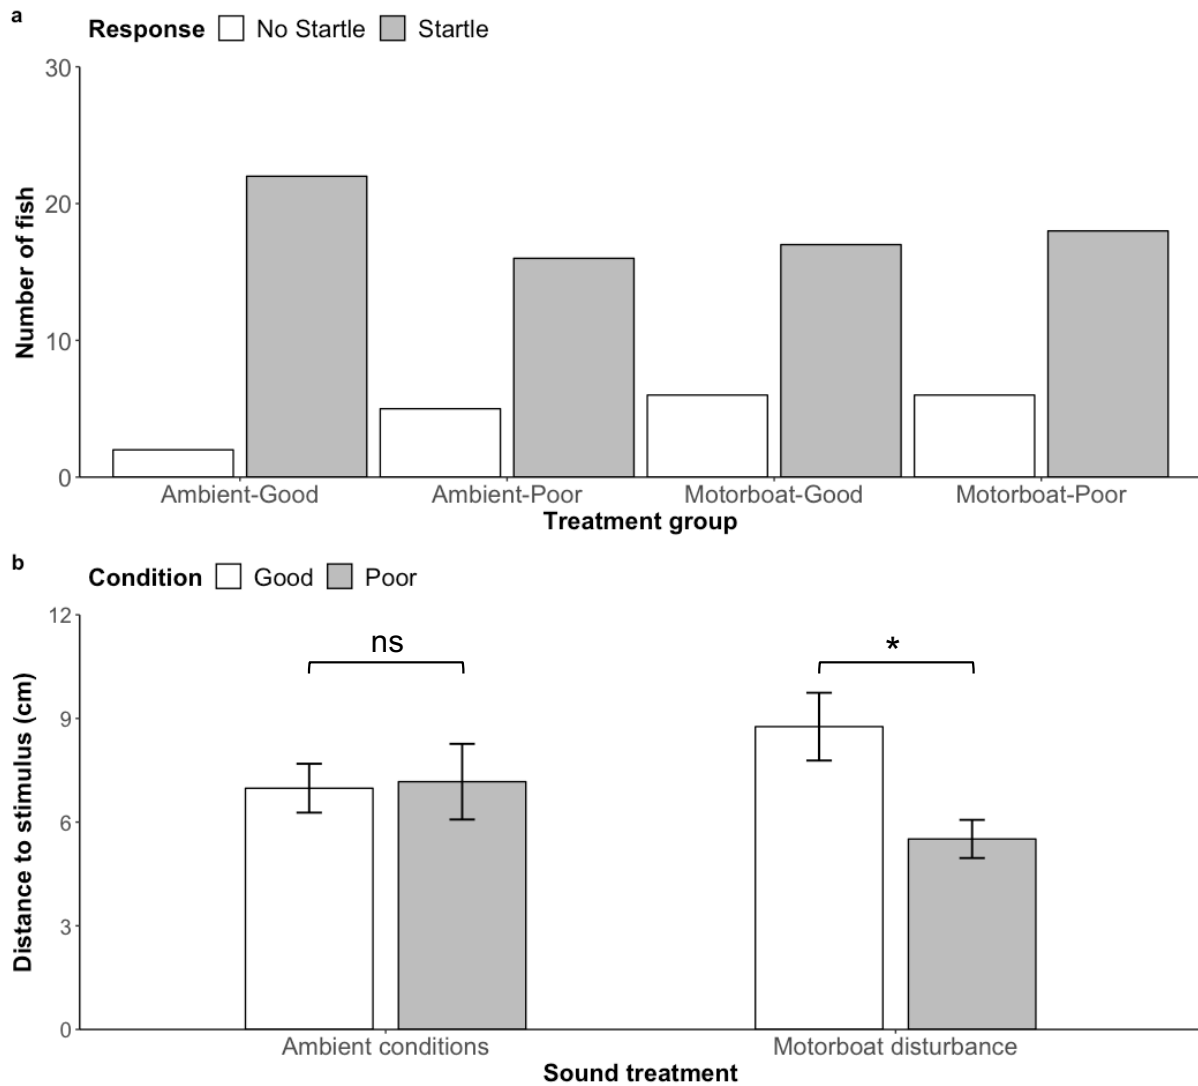 a
Response No Startle Startle
30
20
10
0
Number of fish
Ambient-Good Ambient-Poor Motorboat-Good Motorboat-Poor
Treatment group
b
Condition Good Poor
12
9
6
3
0
Distance to stimulus (cm)
ns *
Ambient conditions Motorboat disturbance
Sound treatment